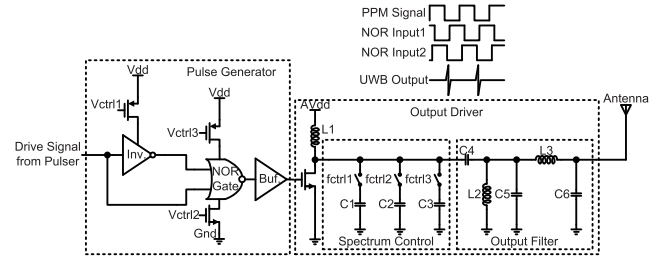 PPM Signal
NOR Input1
NOR Input2
UWB Output
Pulse Generator
Vdd
Vctrl1
Vdd
Vctrl3
Drive Signal
from Pulser
Inv.
NOR
Gate
Buf.
Vctrl2
Gnd
AVdd
L1
Output Driver
Antenna
fctrl1
fctrl2
fctrl3
C1
C2
C3
Spectrum Control
C4
L3
L2
C5
C6
Output Filter